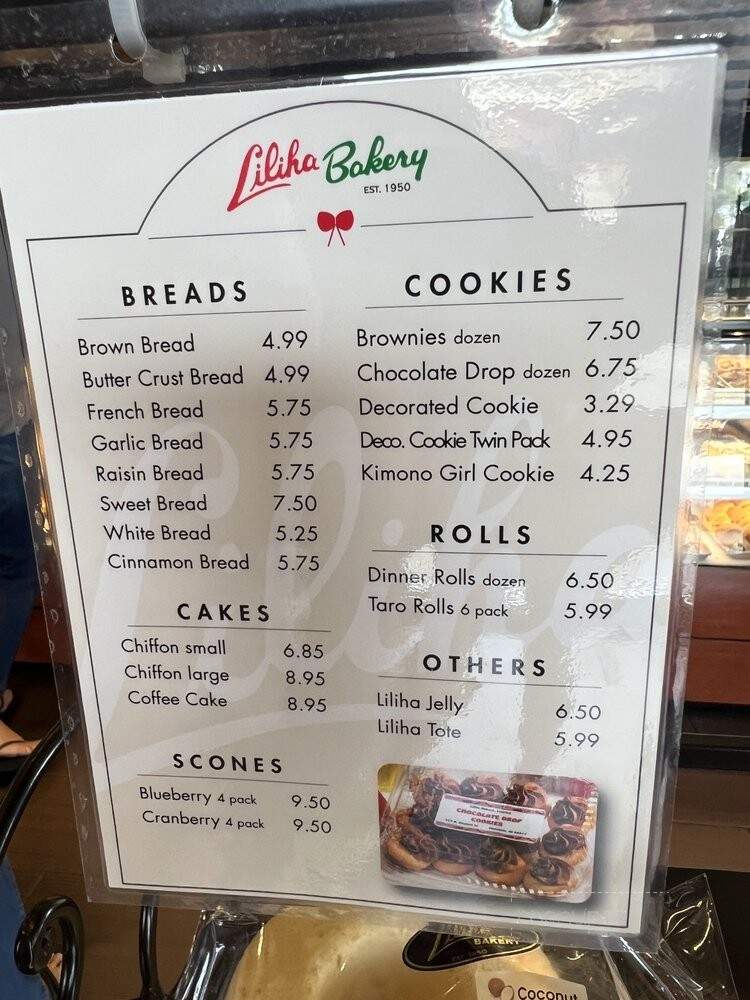 Liliha Bakery
EST. 1950
BREADS
Brown Bread 4.99
Butter Crust Bread 4.99
French Bread 5.75
Garlic Bread 5.75
Raisin Bread 5.75
Sweet Bread 7.50
White Bread 5.25
Cinnamon Bread 5.75
CAKES
Chiffon small 6.85
Chiffon large 8.95
Coffee Cake 8.95
SCONES
Blueberry 4 pack 9.50
Cranberry 4 pack 9.50
COOKIES
Brownies dozen 7.50
Chocolate Drop dozen 6.75
Decorated Cookie 3.29
Deco. Cookie Twin Pack 4.95
Kimono Girl Cookie 4.25
ROLLS
Dinner Rolls dozen 6.50
Taro Rolls 6 pack 5.99
OTHERS
Liliha Jelly 6.50
Liliha Tote 5.99
CHOCOLATE DROP
COOKIES
Liliha
BAKERY
Coconut